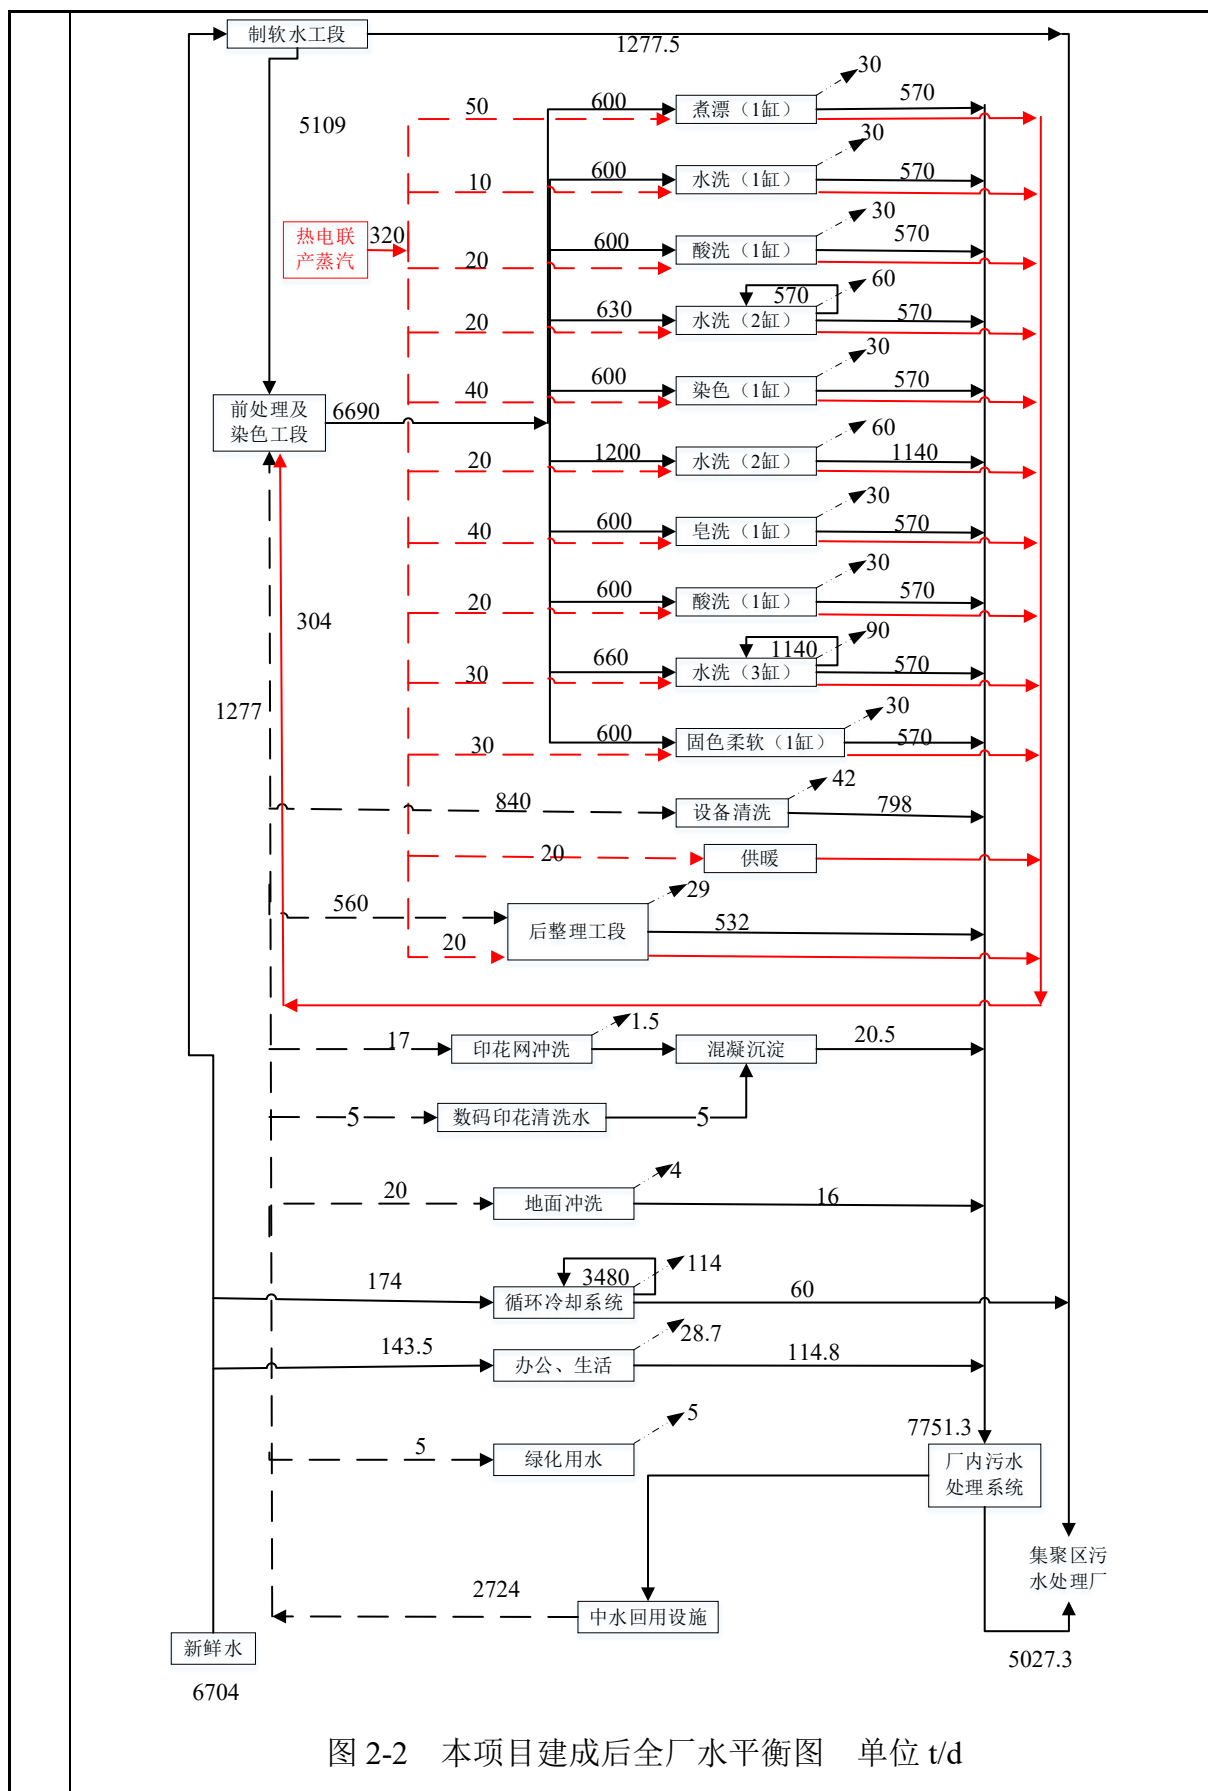 制软水工段
1277.5
30
50
600
煮漂（1缸）
570
5109
30
10
600
水洗（1缸）
570
热电联
产蒸汽
320
30
20
600
酸洗（1缸）
570
60
570
20
630
水洗（2缸）
570
30
40
600
染色（1缸）
570
前处理及
染色工段
6690
60
20
1200
水洗（2缸）
1140
30
40
600
皂洗（1缸）
570
30
20
600
酸洗（1缸）
570
304
90
1140
30
660
水洗（3缸）
570
1277
30
30
600
固色柔软（1缸）
570
42
840
设备清洗
798
20
供暖
29
560
后整理工段
532
20
1.5
17
印花网冲洗
混凝沉淀
20.5
5
数码印花清洗水
5
4
20
地面冲洗
16
114
3480
174
循环冷却系统
60
28.7
143.5
办公、生活
114.8
5
5
绿化用水
7751.3
厂内污水
处理系统
集聚区污
水处理厂
2724
中水回用设施
新鲜水
6704
5027.3
图 2-2 本项目建成后全厂水平衡图 单位 t/d